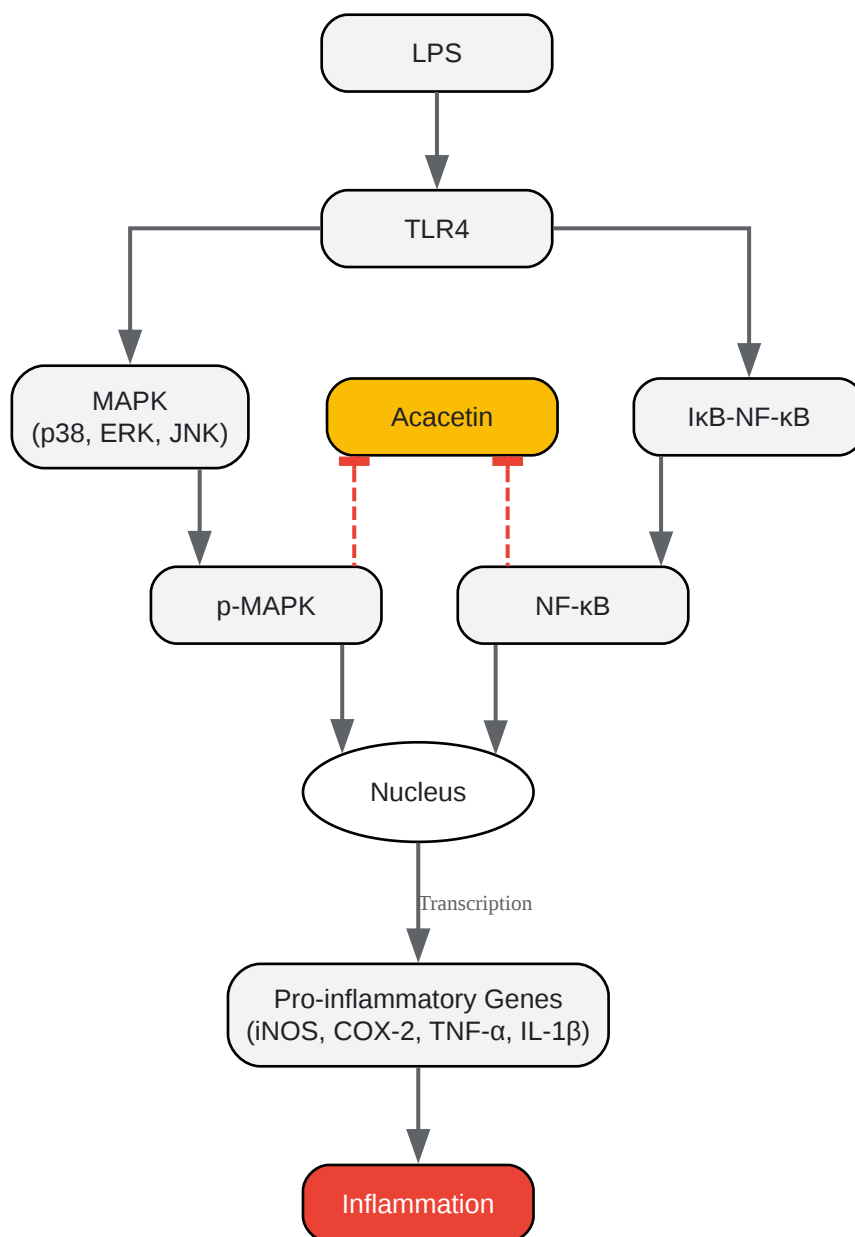 LPS
TLR4
MAPK
(p38, ERK, JNK)
Acacetin
IκB-NF-κB
p-MAPK
NF-κB
Nucleus
Transcription
Pro-inflammatory Genes
(iNOS, COX-2, TNF-α, IL-1β)
Inflammation